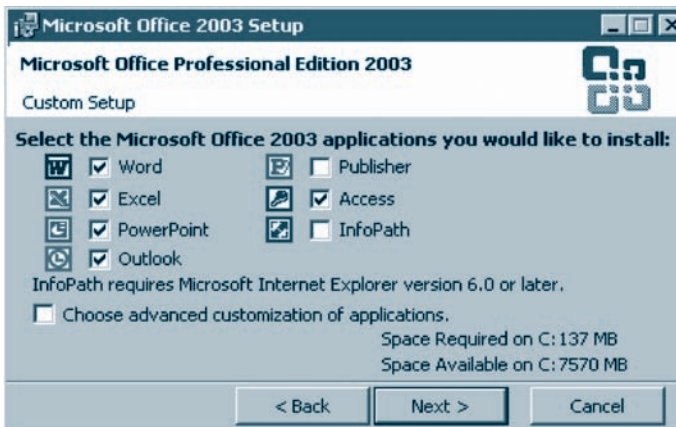 Microsoft Office 2003 Setup
Microsoft Office Professional Edition 2003
Custom Setup
Select the Microsoft Office 2003 applications you would like to install:
Word
Publisher
Excel
Access
PowerPoint
InfoPath
Outlook
InfoPath requires Microsoft Internet Explorer version 6.0 or later.
Choose advanced customization of applications.
Space Required on C: 137 MB
Space Available on C: 7570 MB
< Back
Next >
Cancel